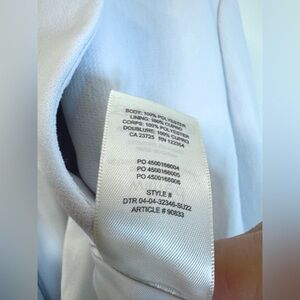 BODY: 100% POLYESTER
LINING: 100% CUPRO
CORPS: 100% POLYESTER
DOUBLURE: 100% CUPRO
CA 23725 RN 122304
PO 4500166004
PO 4500166005
PO 4500166006
STYLE #
DTR 04-04-32346-SU22
ARTICLE # 90833